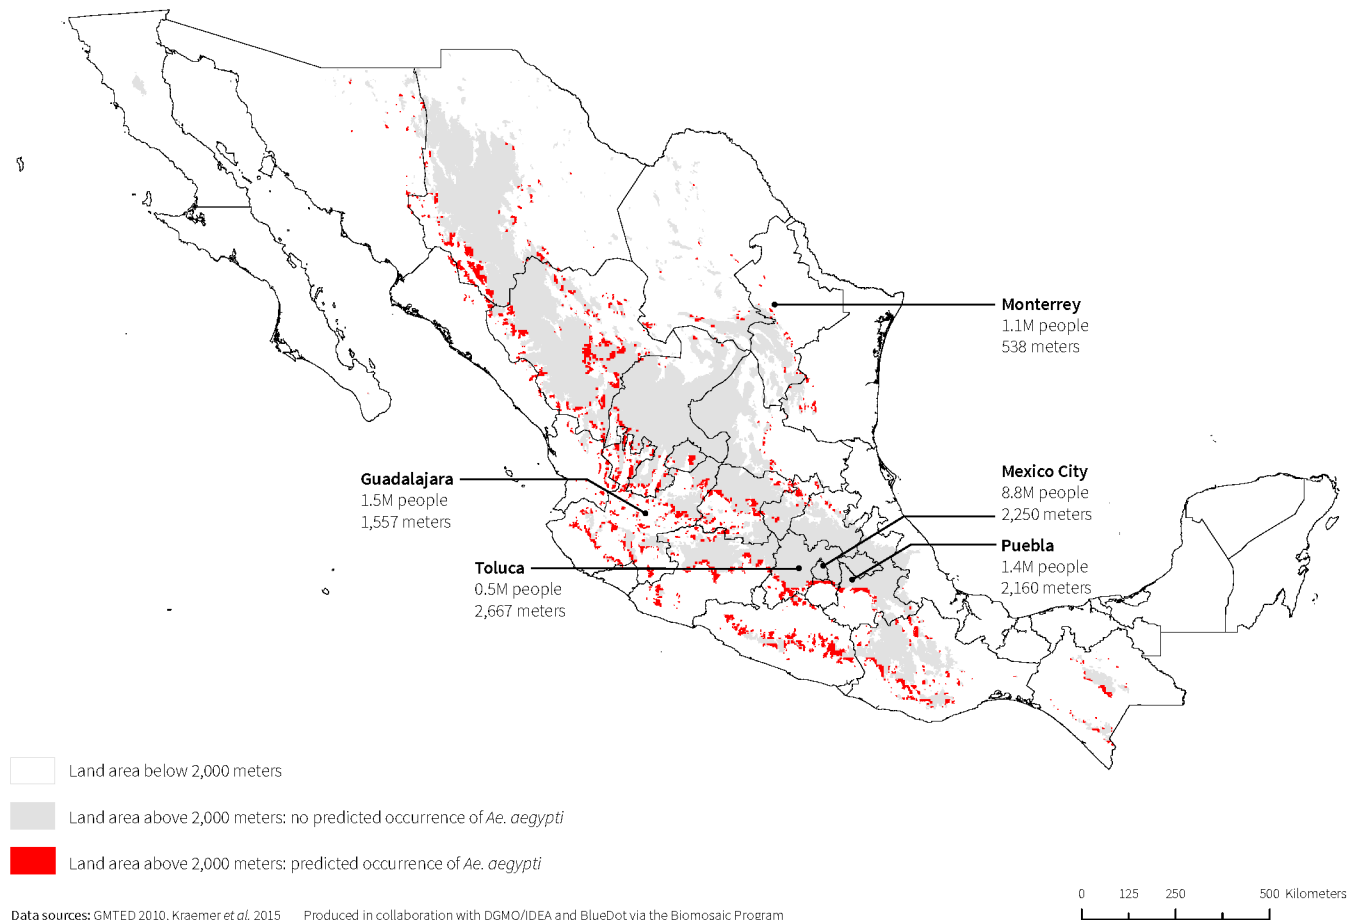 Monterrey
1.1M people
538 meters
Guadalajara
1.5M people
1,557 meters
Mexico City
8.8M people
2,250 meters
Puebla
1.4M people
2,160 meters
Toluca
0.5M people
2,667 meters
Land area below 2,000 meters
Land area above 2,000 meters: no predicted occurrence of Ae. aegypti
Land area above 2,000 meters: predicted occurrence of Ae. aegypti
0 125 250 500 Kilometers
Data sources: GMTED 2010, Kraemer et al. 2015 Produced in collaboration with DGMO/IDEA and BlueDot via the Biomosaic Program